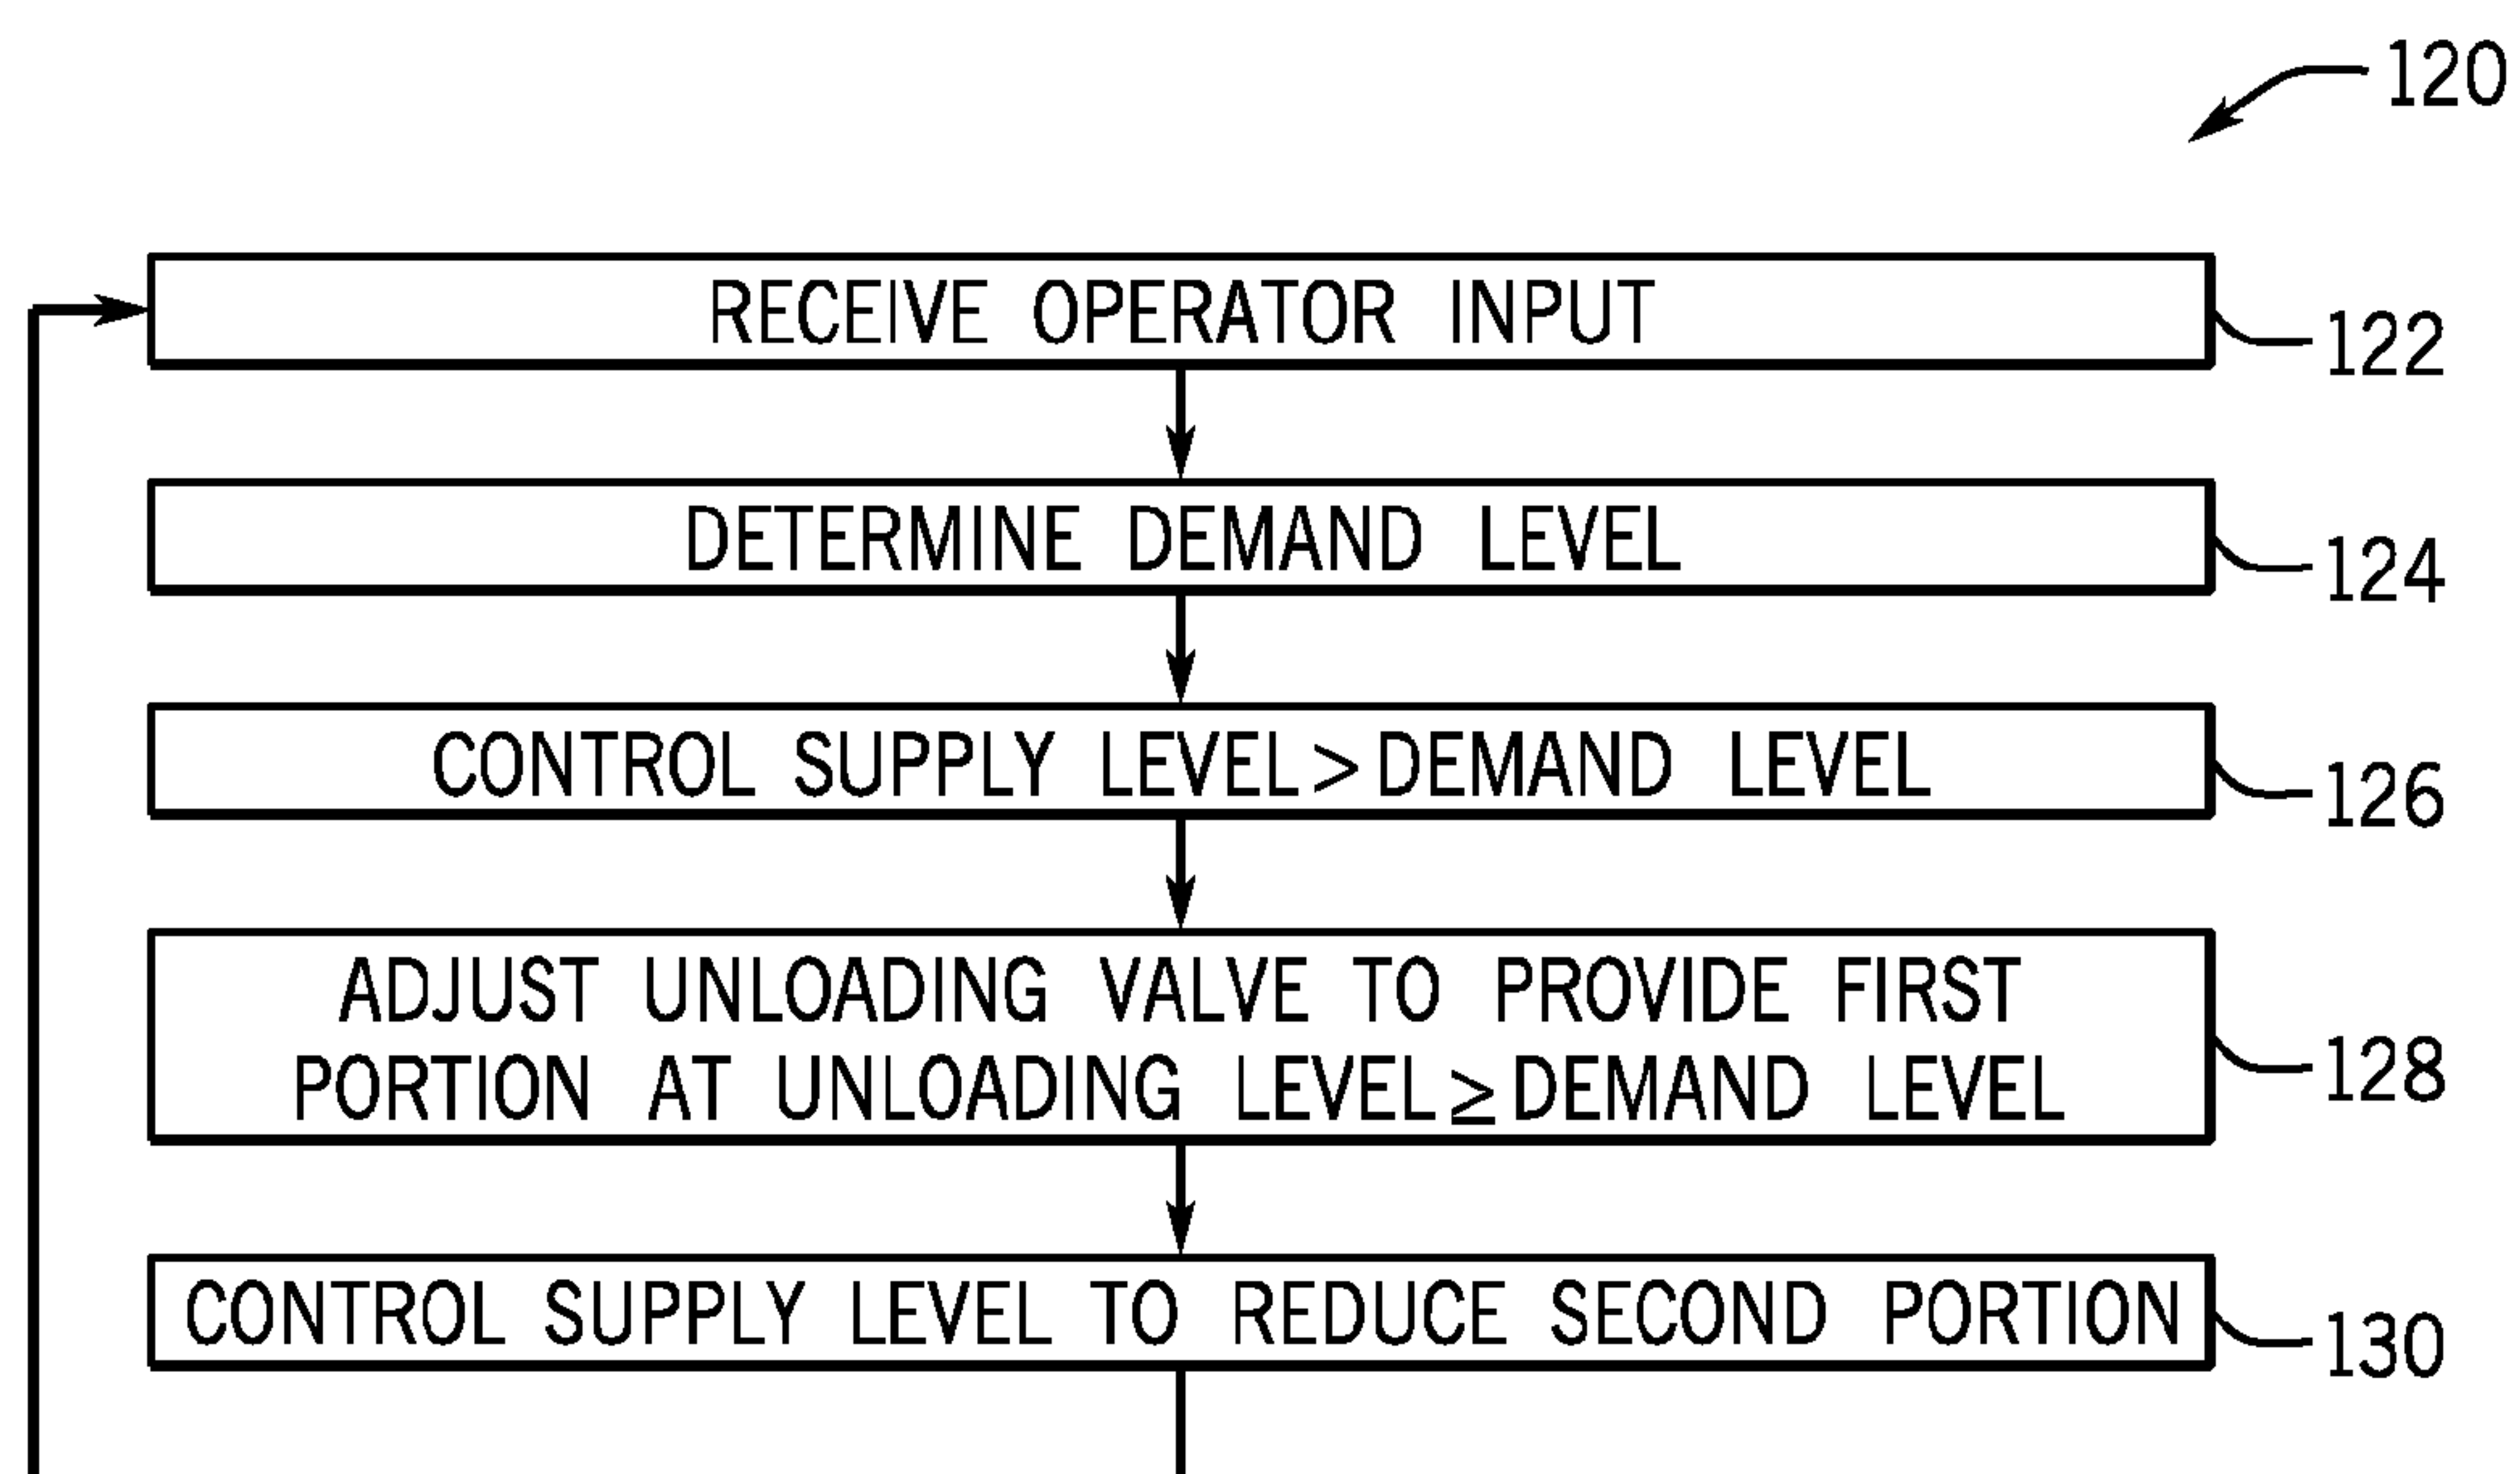 120
RECEIVE OPERATOR INPUT
122
DETERMINE DEMAND LEVEL
124
CONTROL SUPPLY LEVEL > DEMAND LEVEL
126
ADJUST UNLOADING VALVE TO PROVIDE FIRST
PORTION AT UNLOADING LEVEL ≥ DEMAND LEVEL
128
CONTROL SUPPLY LEVEL TO REDUCE SECOND PORTION
130